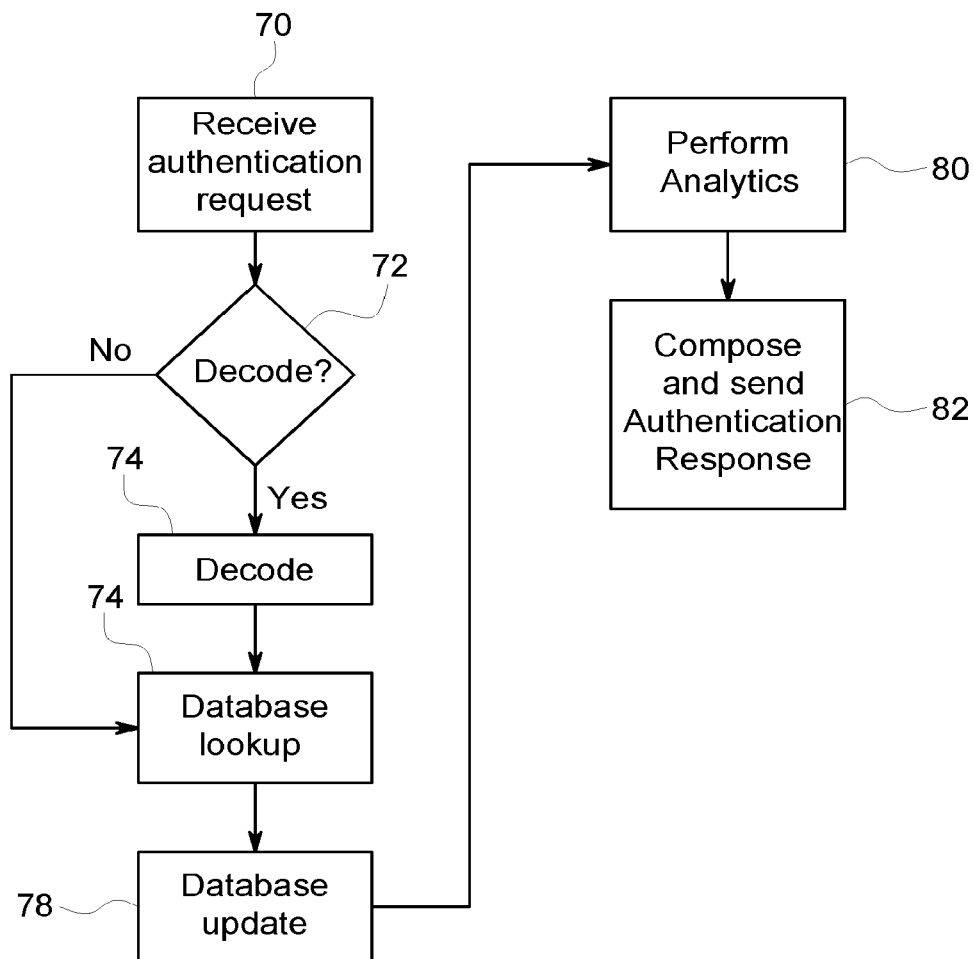 70
Receive
authentication
request
72
No
Decode?
Yes
74
Decode
74
Database
lookup
78
Database
update
Perform
Analytics
80
Compose
and send
Authentication
Response
82